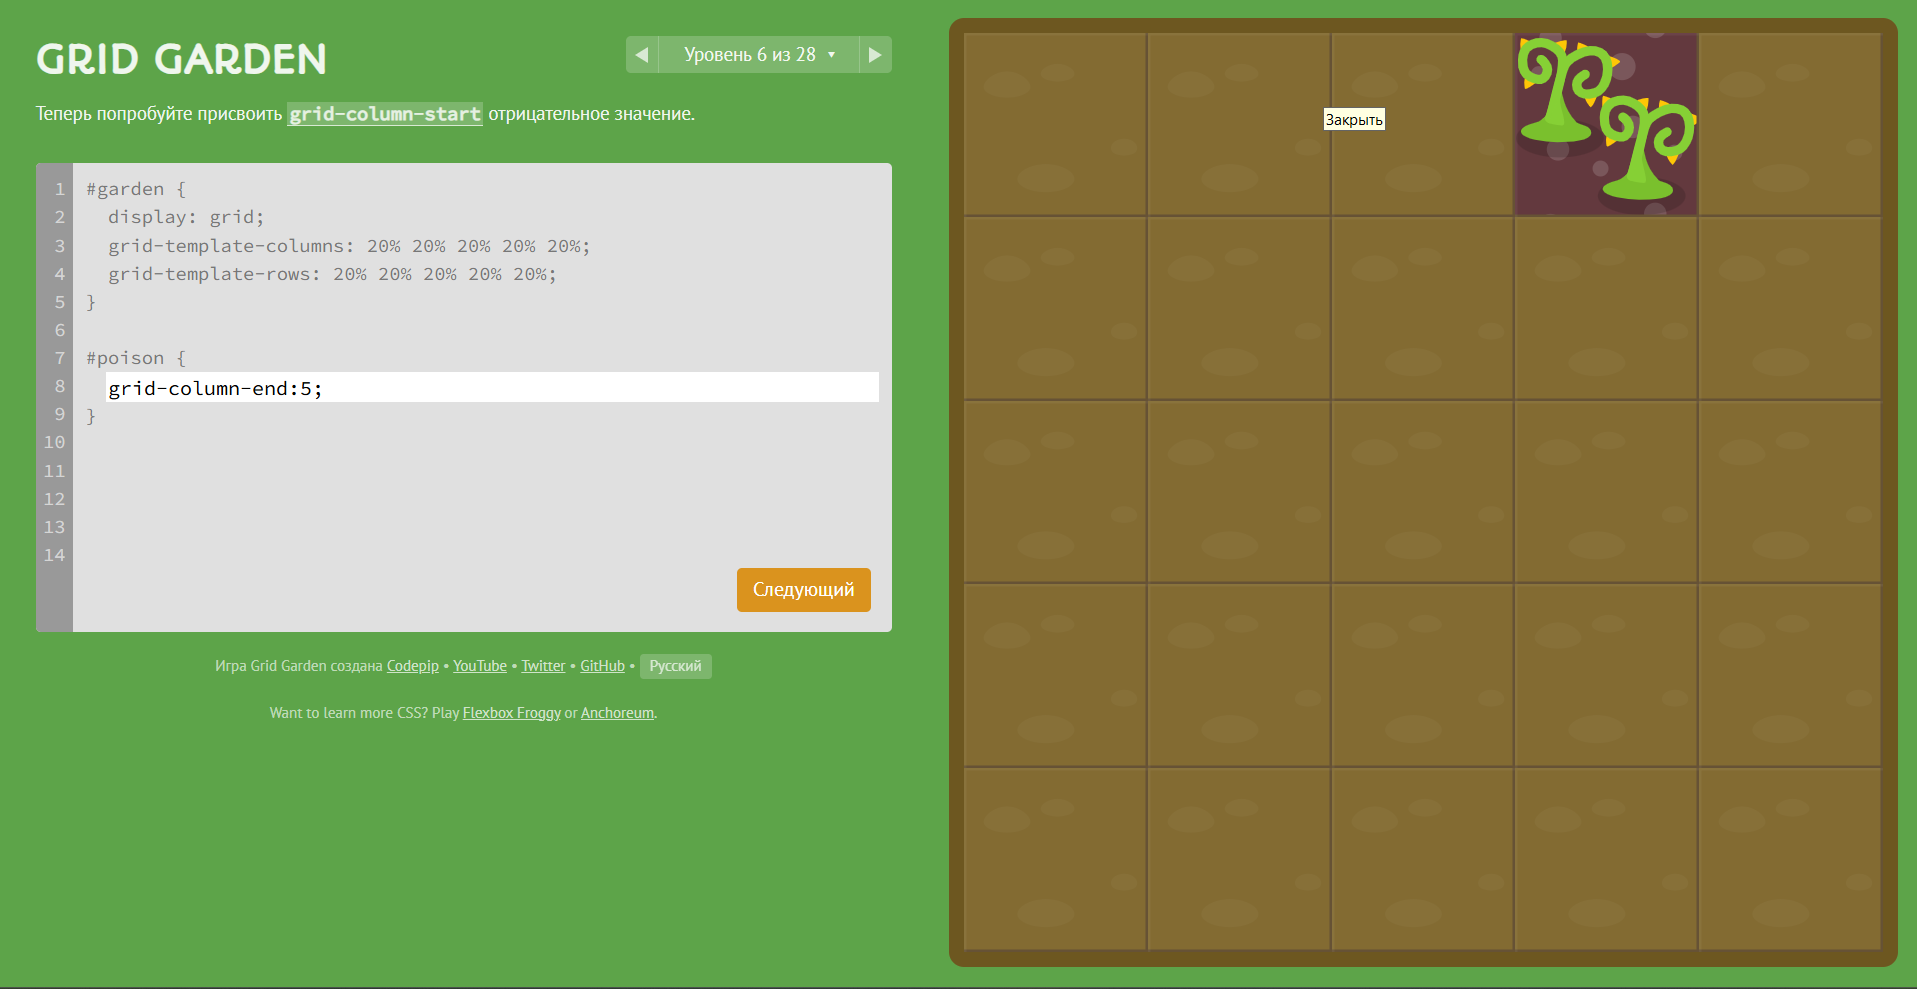 GRID GARDEN
Уровень 6 из 28
Теперь попробуйте присвоить grid-column-start отрицательное значение.
Закрыть
1 #garden {
2 display: grid;
3 grid-template-columns: 20% 20% 20% 20% 20%;
4 grid-template-rows: 20% 20% 20% 20% 20%;
5 }
6
7 #poison {
8 grid-column-end:5;
9 }
10
11
12
13
14
Следующий
Игра Grid Garden создана Codepip • YouTube • Twitter • GitHub • Русский
Want to learn more CSS? Play Flexbox Froggy or Anchoreum.